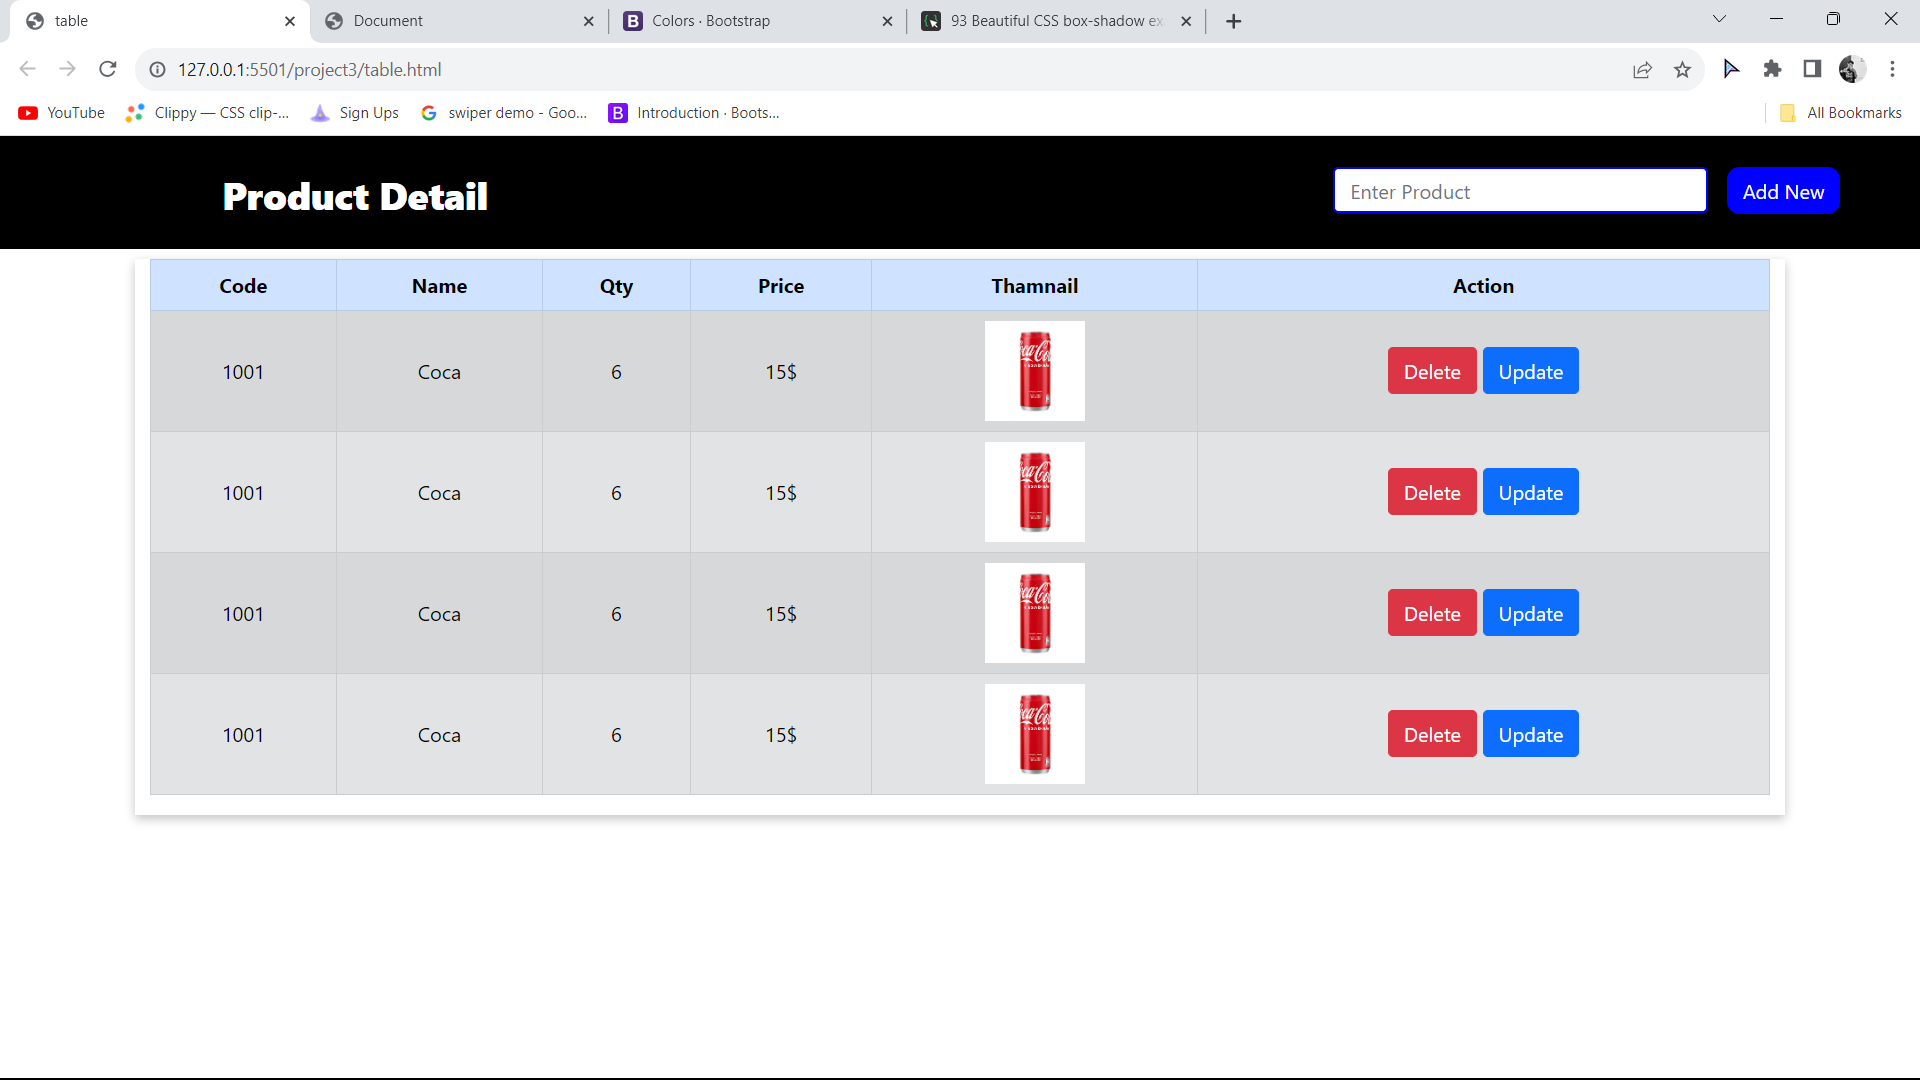 table
Document
B Colors · Bootstrap
93 Beautiful CSS box-shadow ex
127.0.0.1:5501/project3/table.html
YouTube Clippy — CSS clip-... Sign Ups swiper demo - Goo... B Introduction · Boots... All Bookmarks
Product Detail
Enter Product
Add New
Code Name Qty Price Thamnail Action
1001 Coca 6 15$ Delete Update
1001 Coca 6 15$ Delete Update
1001 Coca 6 15$ Delete Update
1001 Coca 6 15$ Delete Update